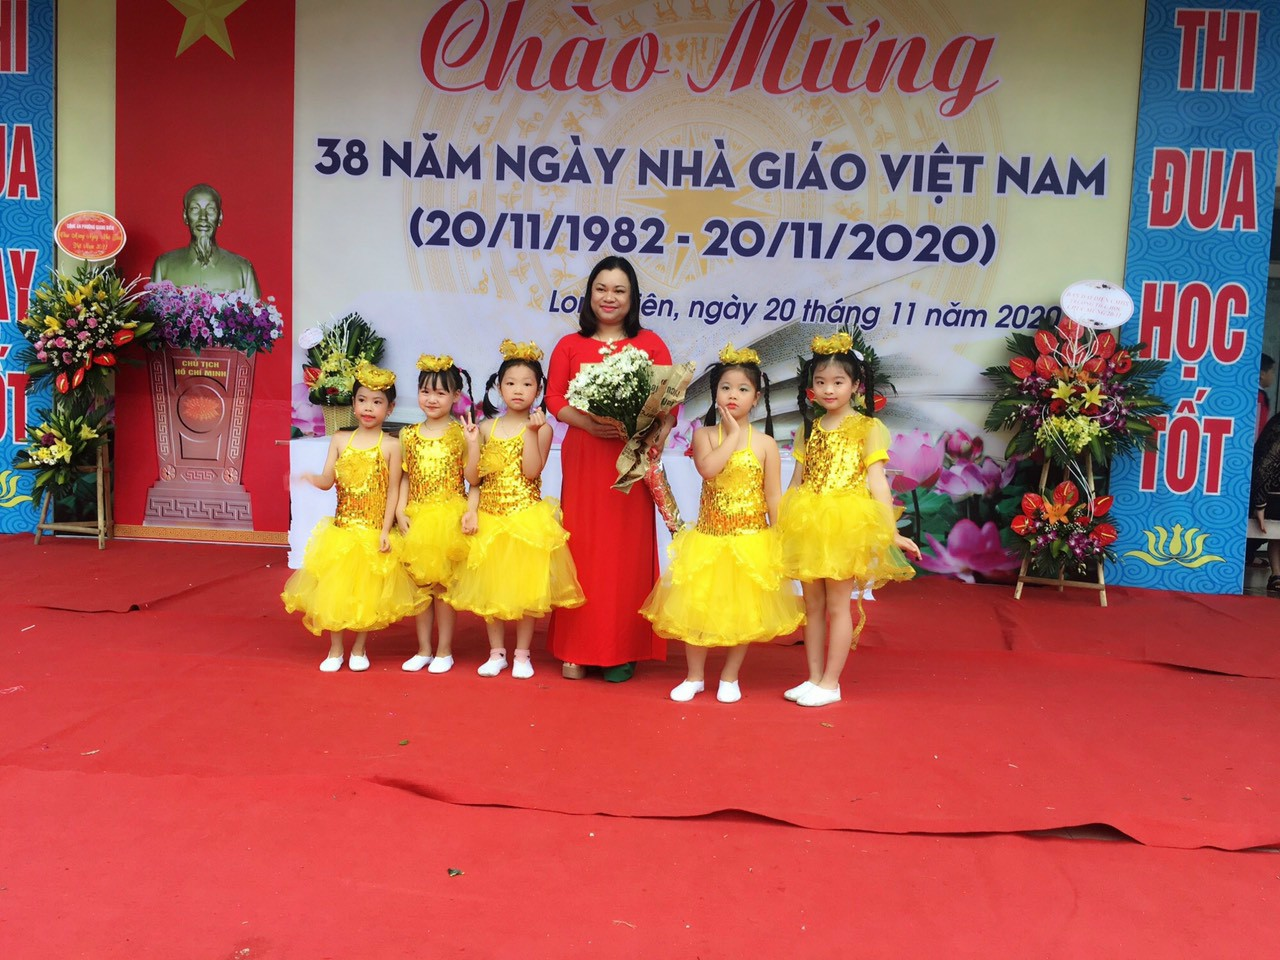 Chào Mừng
38 NĂM NGÀY NHÀ GIÁO VIỆT NAM
(20/11/1982 - 20/11/2020)
ngày 20 tháng 11 năm 2020
THI
ĐUA
HỌC
TỐT
CHỦ TỊCH
HỒ CHÍ MINH